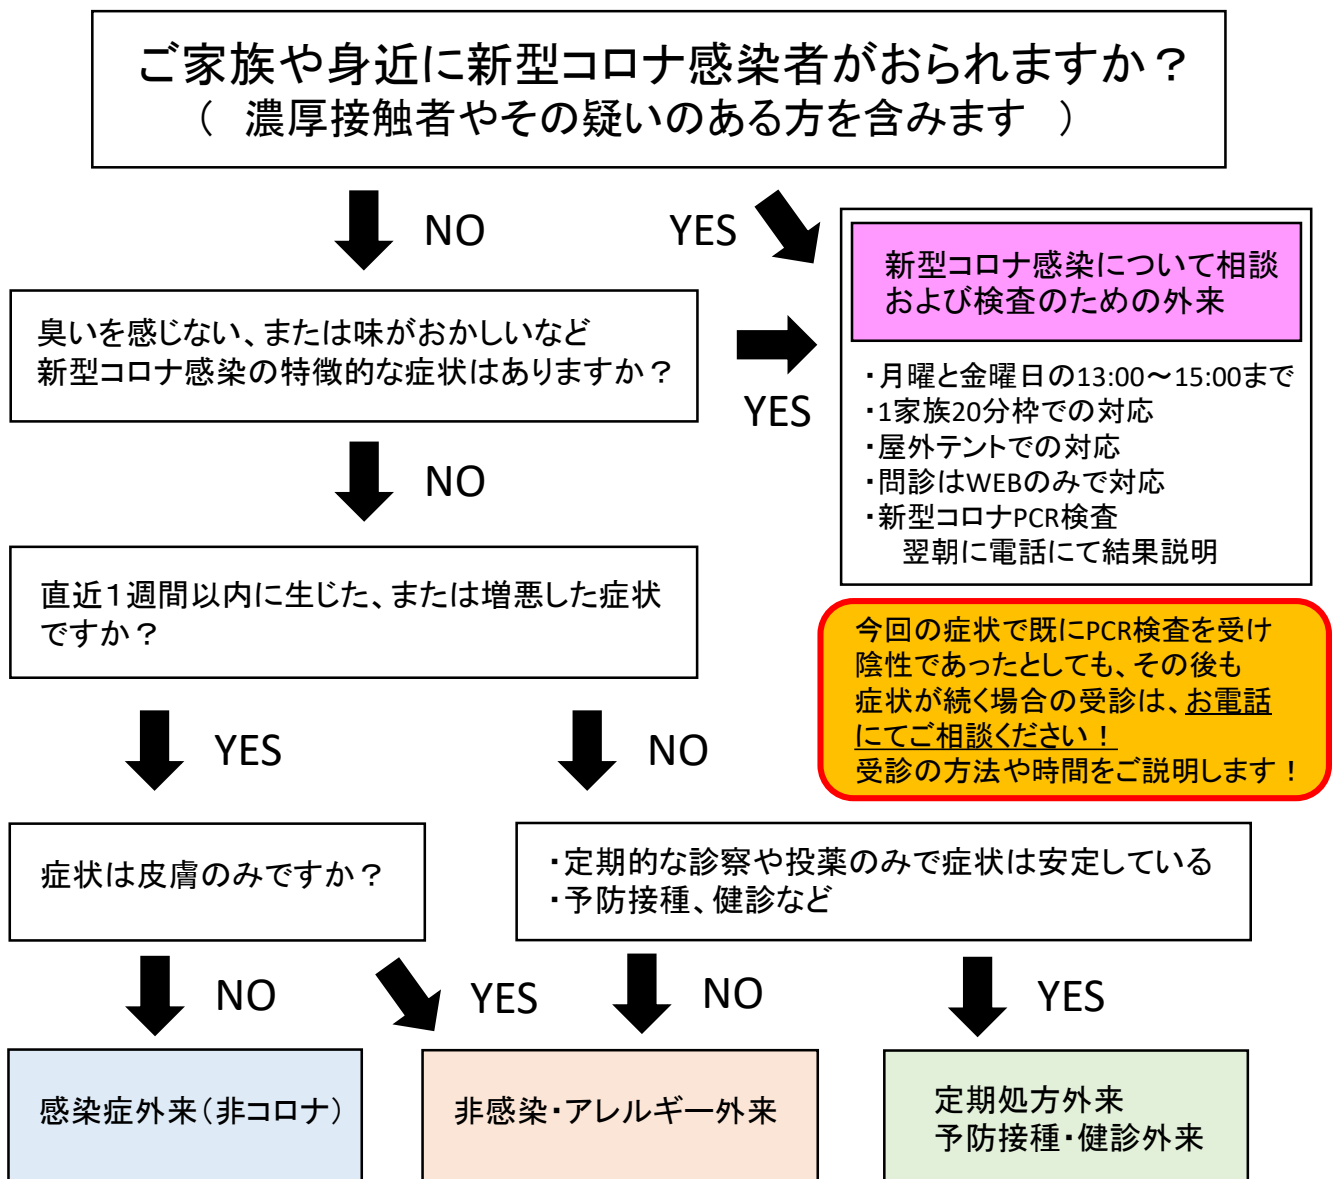 ご家族や身近に新型コロナ感染者がおられますか？
（　濃厚接触者やその疑いのある方を含みます　）
NO
YES
新型コロナ感染について相談
および検査のための外来
・月曜と金曜日の13:00～15:00まで
・1家族20分枠での対応
・屋外テントでの対応
・問診はWEBのみで対応
・新型コロナPCR検査
翌朝に電話にて結果説明
臭いを感じない、または味がおかしいなど
新型コロナ感染の特徴的な症状はありますか？
YES
NO
直近１週間以内に生じた、または増悪した症状
ですか？
今回の症状で既にPCR検査を受け
陰性であったとしても、その後も
症状が続く場合の受診は、お電話
にてご相談ください！
受診の方法や時間をご説明します！
YES
NO
症状は皮膚のみですか？
・定期的な診察や投薬のみで症状は安定している
・予防接種、健診など
NO
YES
NO
YES
感染症外来（非コロナ）
非感染・アレルギー外来
定期処方外来
予防接種・健診外来